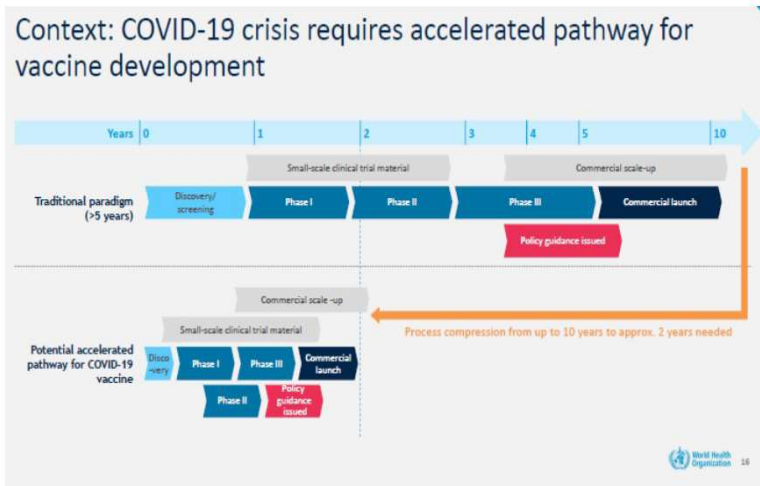 Context: COVID-19 crisis requires accelerated pathway for
vaccine development
Years 0 1 2 3 4 5 10
Small-scale clinical trial material
Commercial scale-up
Traditional paradigm
(>5 years)
Discovery/
screening
Phase I
Phase II
Phase III
Commercial launch
Policy guidance issued
Commercial scale -up
Small-scale clinical trial material
Process compression from up to 10 years to approx. 2 years needed
Potential accelerated
pathway for COVID-19
vaccine
Disco
-very
Phase I
Phase III
Commercial
launch
Phase II
Policy
guidance
issued
World Health
Organization
16